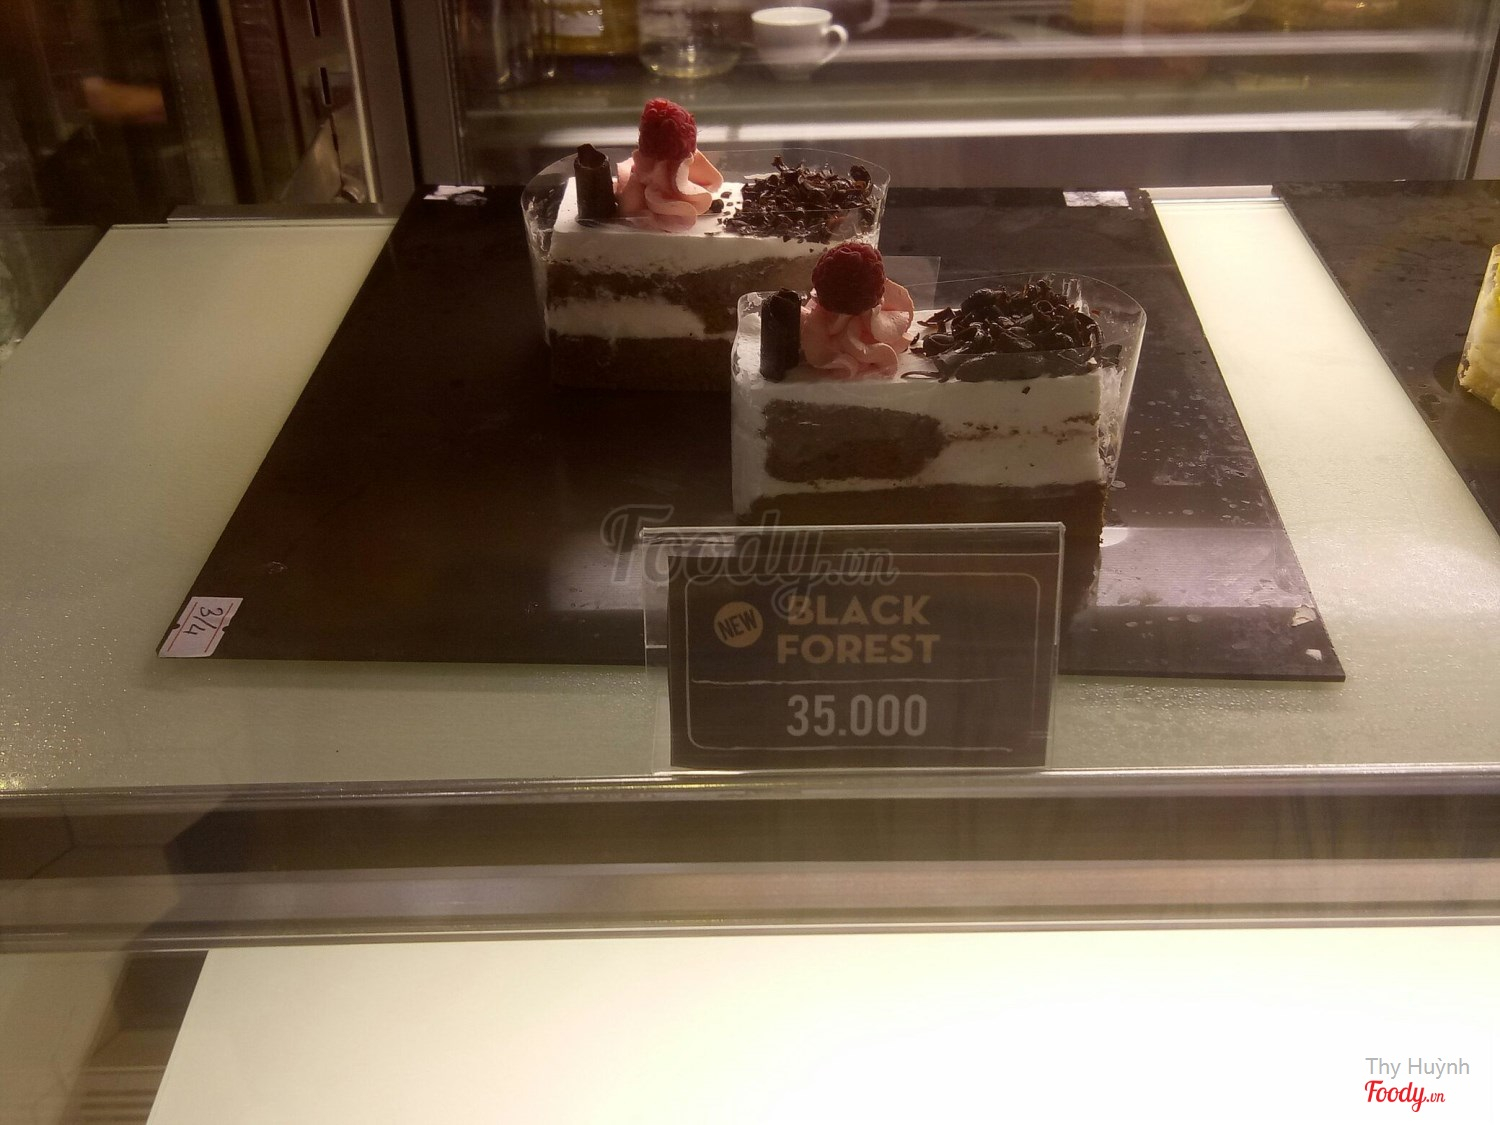 Foody.vn
NEW
BLACK
FOREST
35.000
3/4
Thy Huỳnh
Foody.vn